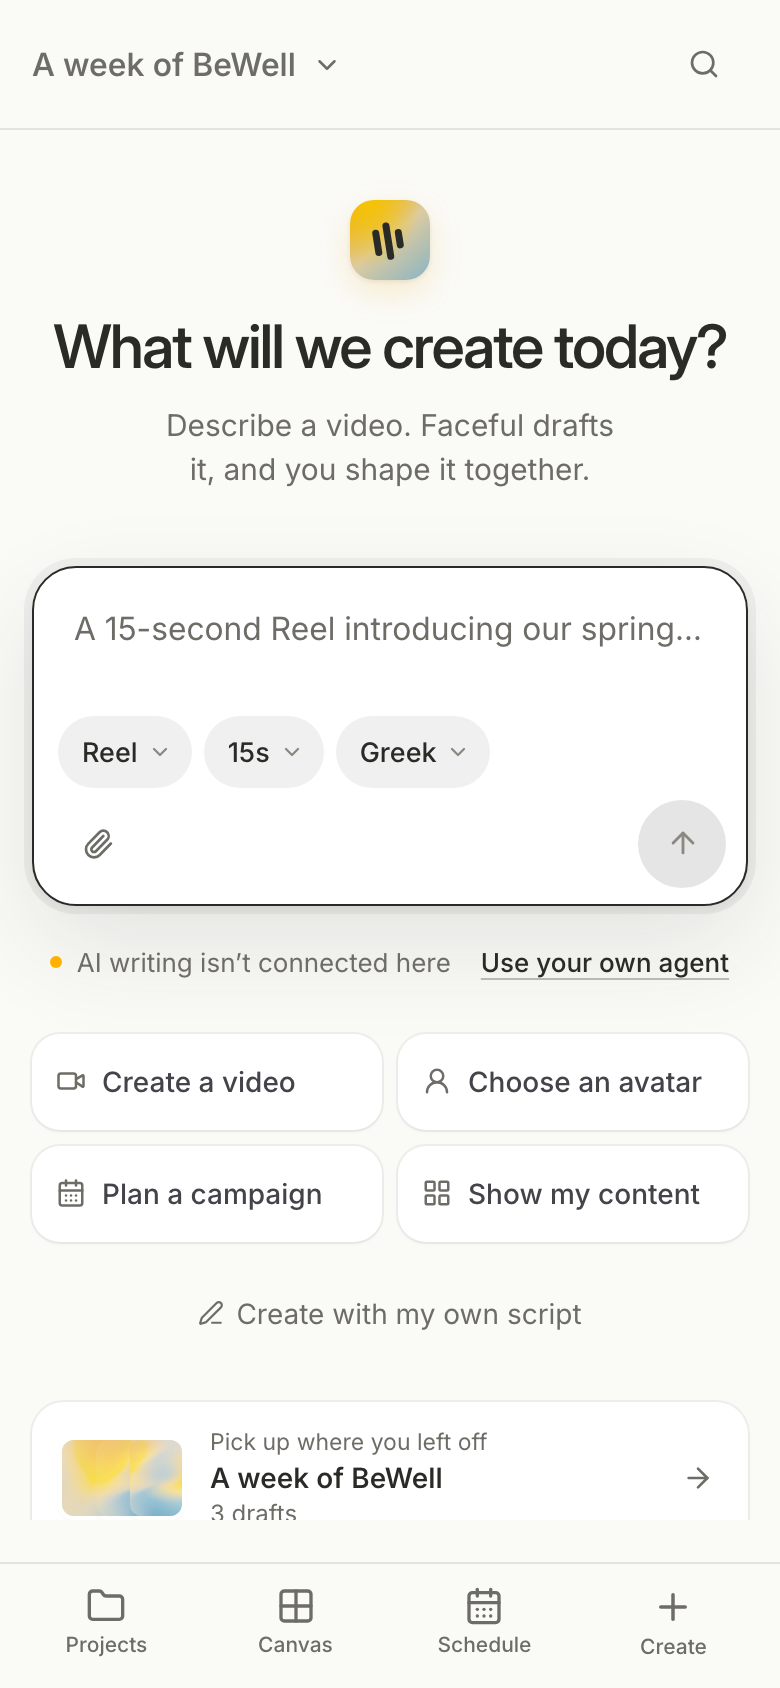 A week of BeWell
What will we create today?
Describe a video. Faceful drafts
it, and you shape it together.
A 15-second Reel introducing our spring...
Reel
15s
Greek
AI writing isn’t connected here
Use your own agent
Create a video
Choose an avatar
Plan a campaign
Show my content
Create with my own script
Pick up where you left off
A week of BeWell
3 drafts
Projects
Canvas
Schedule
Create